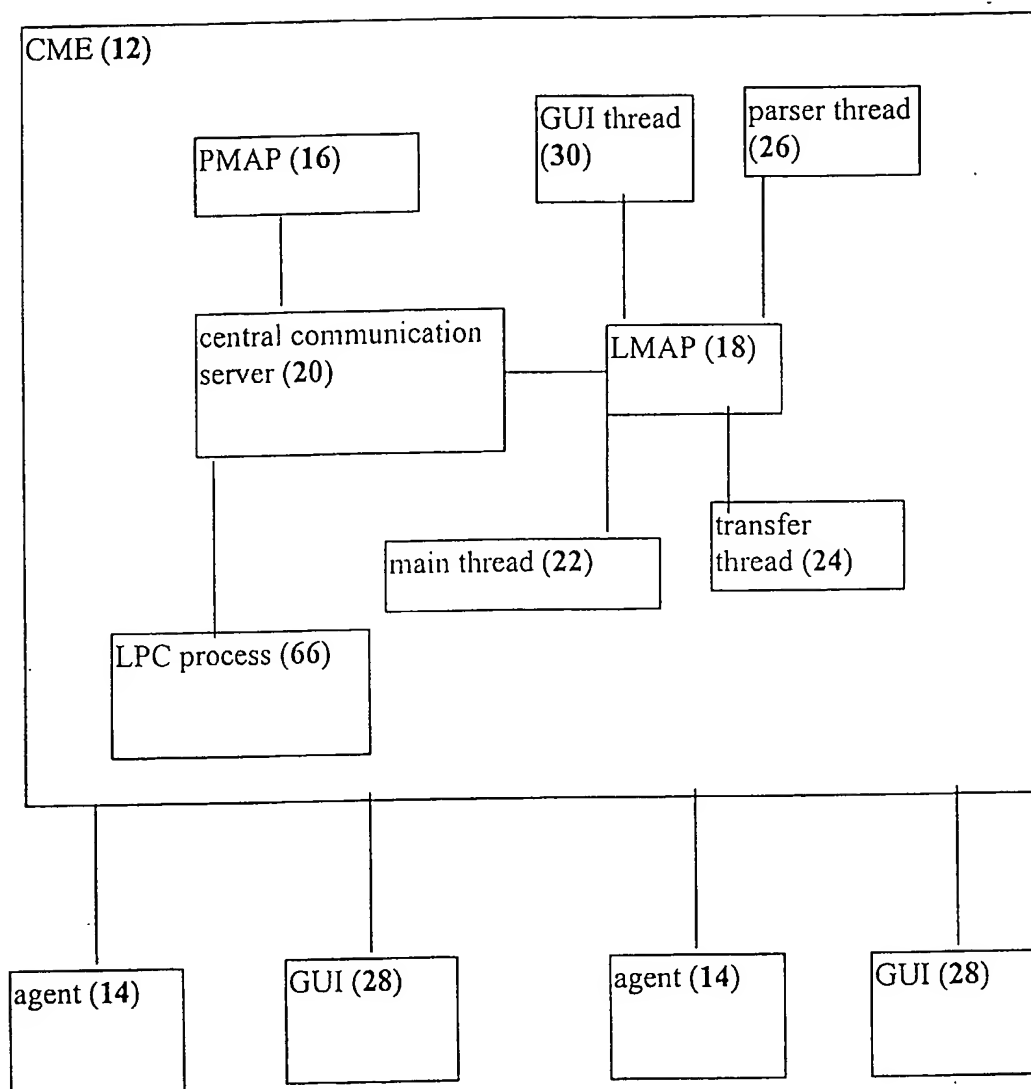 CME (12)
PMAP (16)
GUI thread
(30)
parser thread
(26)
central communication
server (20)
LMAP (18)
main thread (22)
transfer
thread (24)
LPC process (66)
agent (14)
GUI (28)
agent (14)
GUI (28)